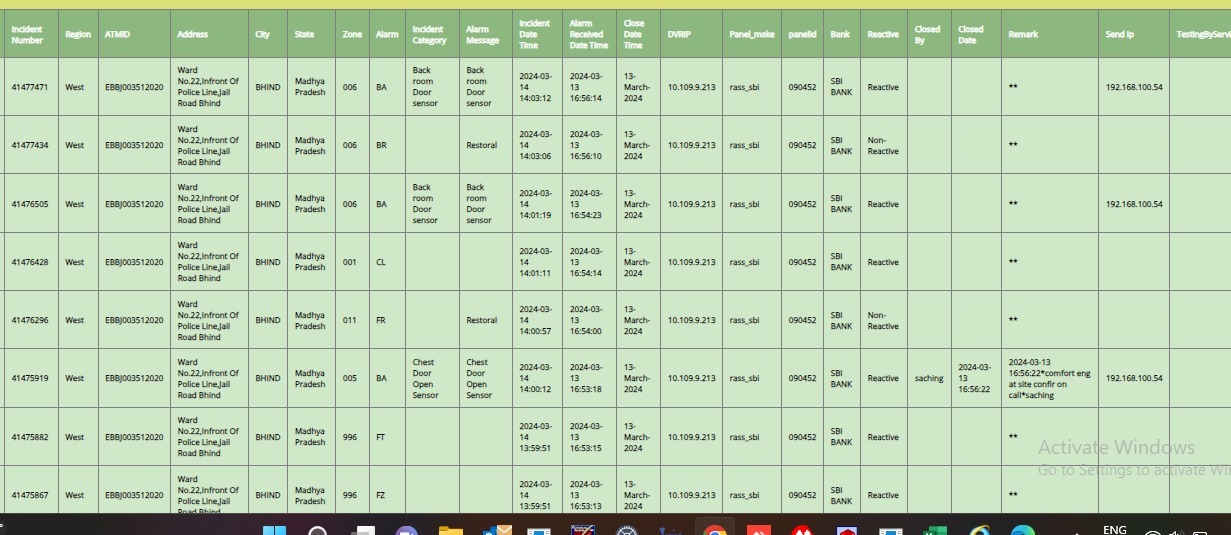 Incident Number Region ATMID Address City State Zone Alarm Incident Category Alarm Message Incident Date Time Alarm Received Date Time Close Date Time DVRIP Panel_make panelid Bank Reactive Closed By Closed Date Remark Send Ip TestingByServi
41477471 West EBBJ003512020 Ward No.22,Infront Of Police Line,Jail Road Bhind BHIND Madhya Pradesh 006 BA Back room Door sensor Back room Door sensor 2024-03-14 14:03:12 2024-03-13 16:56:14 13-March-2024 10.109.9.213 rass_sbi 090452 SBI BANK Reactive ** 192.168.100.54
41477434 West EBBJ003512020 Ward No.22,Infront Of Police Line,Jail Road Bhind BHIND Madhya Pradesh 006 BR Restoral 2024-03-14 14:03:06 2024-03-13 16:56:10 13-March-2024 10.109.9.213 rass_sbi 090452 SBI BANK Non-Reactive **
41476505 West EBBJ003512020 Ward No.22,Infront Of Police Line,Jail Road Bhind BHIND Madhya Pradesh 006 BA Back room Door sensor Back room Door sensor 2024-03-14 14:01:19 2024-03-13 16:54:23 13-March-2024 10.109.9.213 rass_sbi 090452 SBI BANK Reactive ** 192.168.100.54
41476428 West EBBJ003512020 Ward No.22,Infront Of Police Line,Jail Road Bhind BHIND Madhya Pradesh 001 CL 2024-03-14 14:01:11 2024-03-13 16:54:14 13-March-2024 10.109.9.213 rass_sbi 090452 SBI BANK Reactive **
41476296 West EBBJ003512020 Ward No.22,Infront Of Police Line,Jail Road Bhind BHIND Madhya Pradesh 011 FR Restoral 2024-03-14 14:00:57 2024-03-13 16:54:00 13-March-2024 10.109.9.213 rass_sbi 090452 SBI BANK Non-Reactive **
41475919 West EBBJ003512020 Ward No.22,Infront Of Police Line,Jail Road Bhind BHIND Madhya Pradesh 005 BA Chest Door Open Sensor Chest Door Open Sensor 2024-03-14 14:00:12 2024-03-13 16:53:18 13-March-2024 10.109.9.213 rass_sbi 090452 SBI BANK Reactive saching 2024-03-13 16:56:22 2024-03-13 16:56:22*comfort eng at site confir on call*saching 192.168.100.54
41475882 West EBBJ003512020 Ward No.22,Infront Of Police Line,Jail Road Bhind BHIND Madhya Pradesh 996 FT 2024-03-14 13:59:51 2024-03-13 16:53:15 13-March-2024 10.109.9.213 rass_sbi 090452 SBI BANK Reactive **
41475867 West EBBJ003512020 Ward No.22,Infront Of Police Line,Jail Road Bhind BHIND Madhya Pradesh 996 FZ 2024-03-14 13:59:51 2024-03-13 16:53:13 13-March-2024 10.109.9.213 rass_sbi 090452 SBI BANK Reactive **
Activate Windows
Go to Settings to activate Wi
ENG